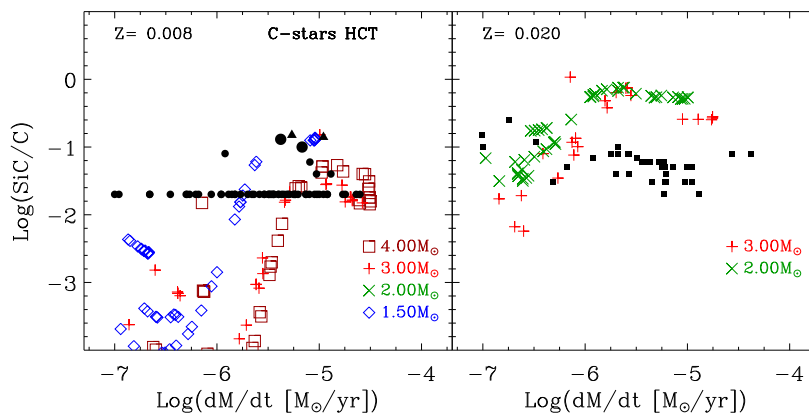 Z= 0.008 C-stars HCT
Z= 0.020
Log(SiC/C)
0
-1
-2
-3
4.00M⊙
3.00M⊙
2.00M⊙
1.50M⊙
3.00M⊙
2.00M⊙
-7 -6 -5 -4
-7 -6 -5 -4
Log(dM/dt [M⊙/yr])
Log(dM/dt [M⊙/yr])